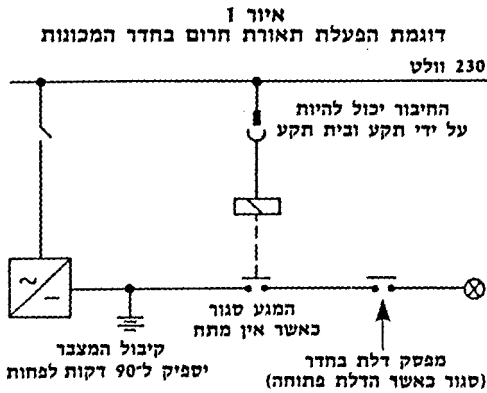 איור 1
דוגמת הפעלת תאורת חרום בחדר המכונות
230 וולט
החיבור יכול להיות
על ידי תקע ובית תקע
המגע סגור
כאשר אין מתח
קיבול המצבר
יספיק ל־90 דקות לפחות
מפסק דלת בחדר
(סגור כאשר הדלת פתוחה)